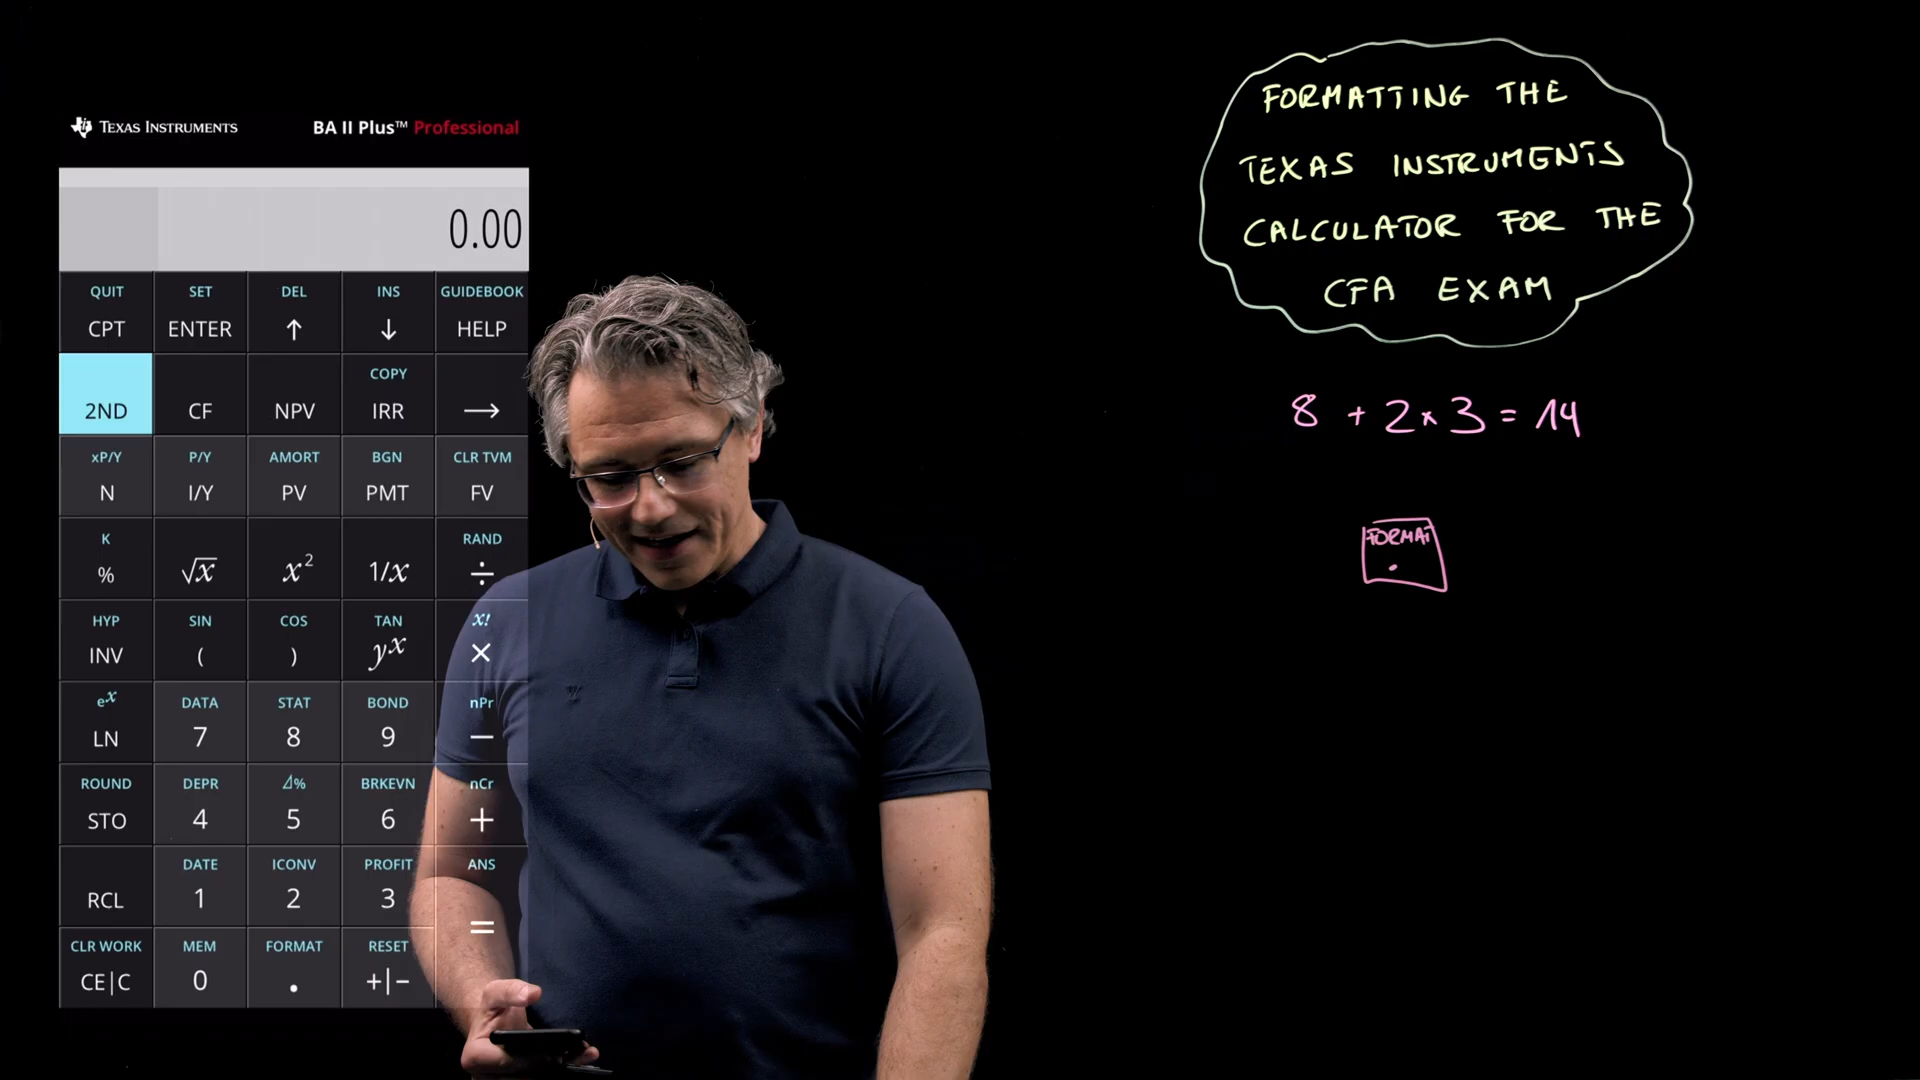 TEXAS INSTRUMENTS
BA II Plus™ Professional
0.00
QUIT SET DEL INS GUIDEBOOK
CPT ENTER ↑ ↓ HELP
COPY
2ND CF NPV IRR →
xP/Y P/Y AMORT BGN CLR TVM
N I/Y PV PMT FV
K RAND
% √x x² 1/x ÷
HYP SIN COS TAN x!
INV ( ) yˣ ×
eˣ DATA STAT BOND nPr
LN 7 8 9 −
ROUND DEPR Δ% BRKEVN nCr
STO 4 5 6 +
DATE ICONV PROFIT ANS
RCL 1 2 3 =
CLR WORK MEM FORMAT RESET
CE|C 0 . +|−
FORMATTING THE
TEXAS INSTRUMENTS
CALCULATOR FOR THE
CFA EXAM
8 + 2 × 3 = 14
FORMAT
.